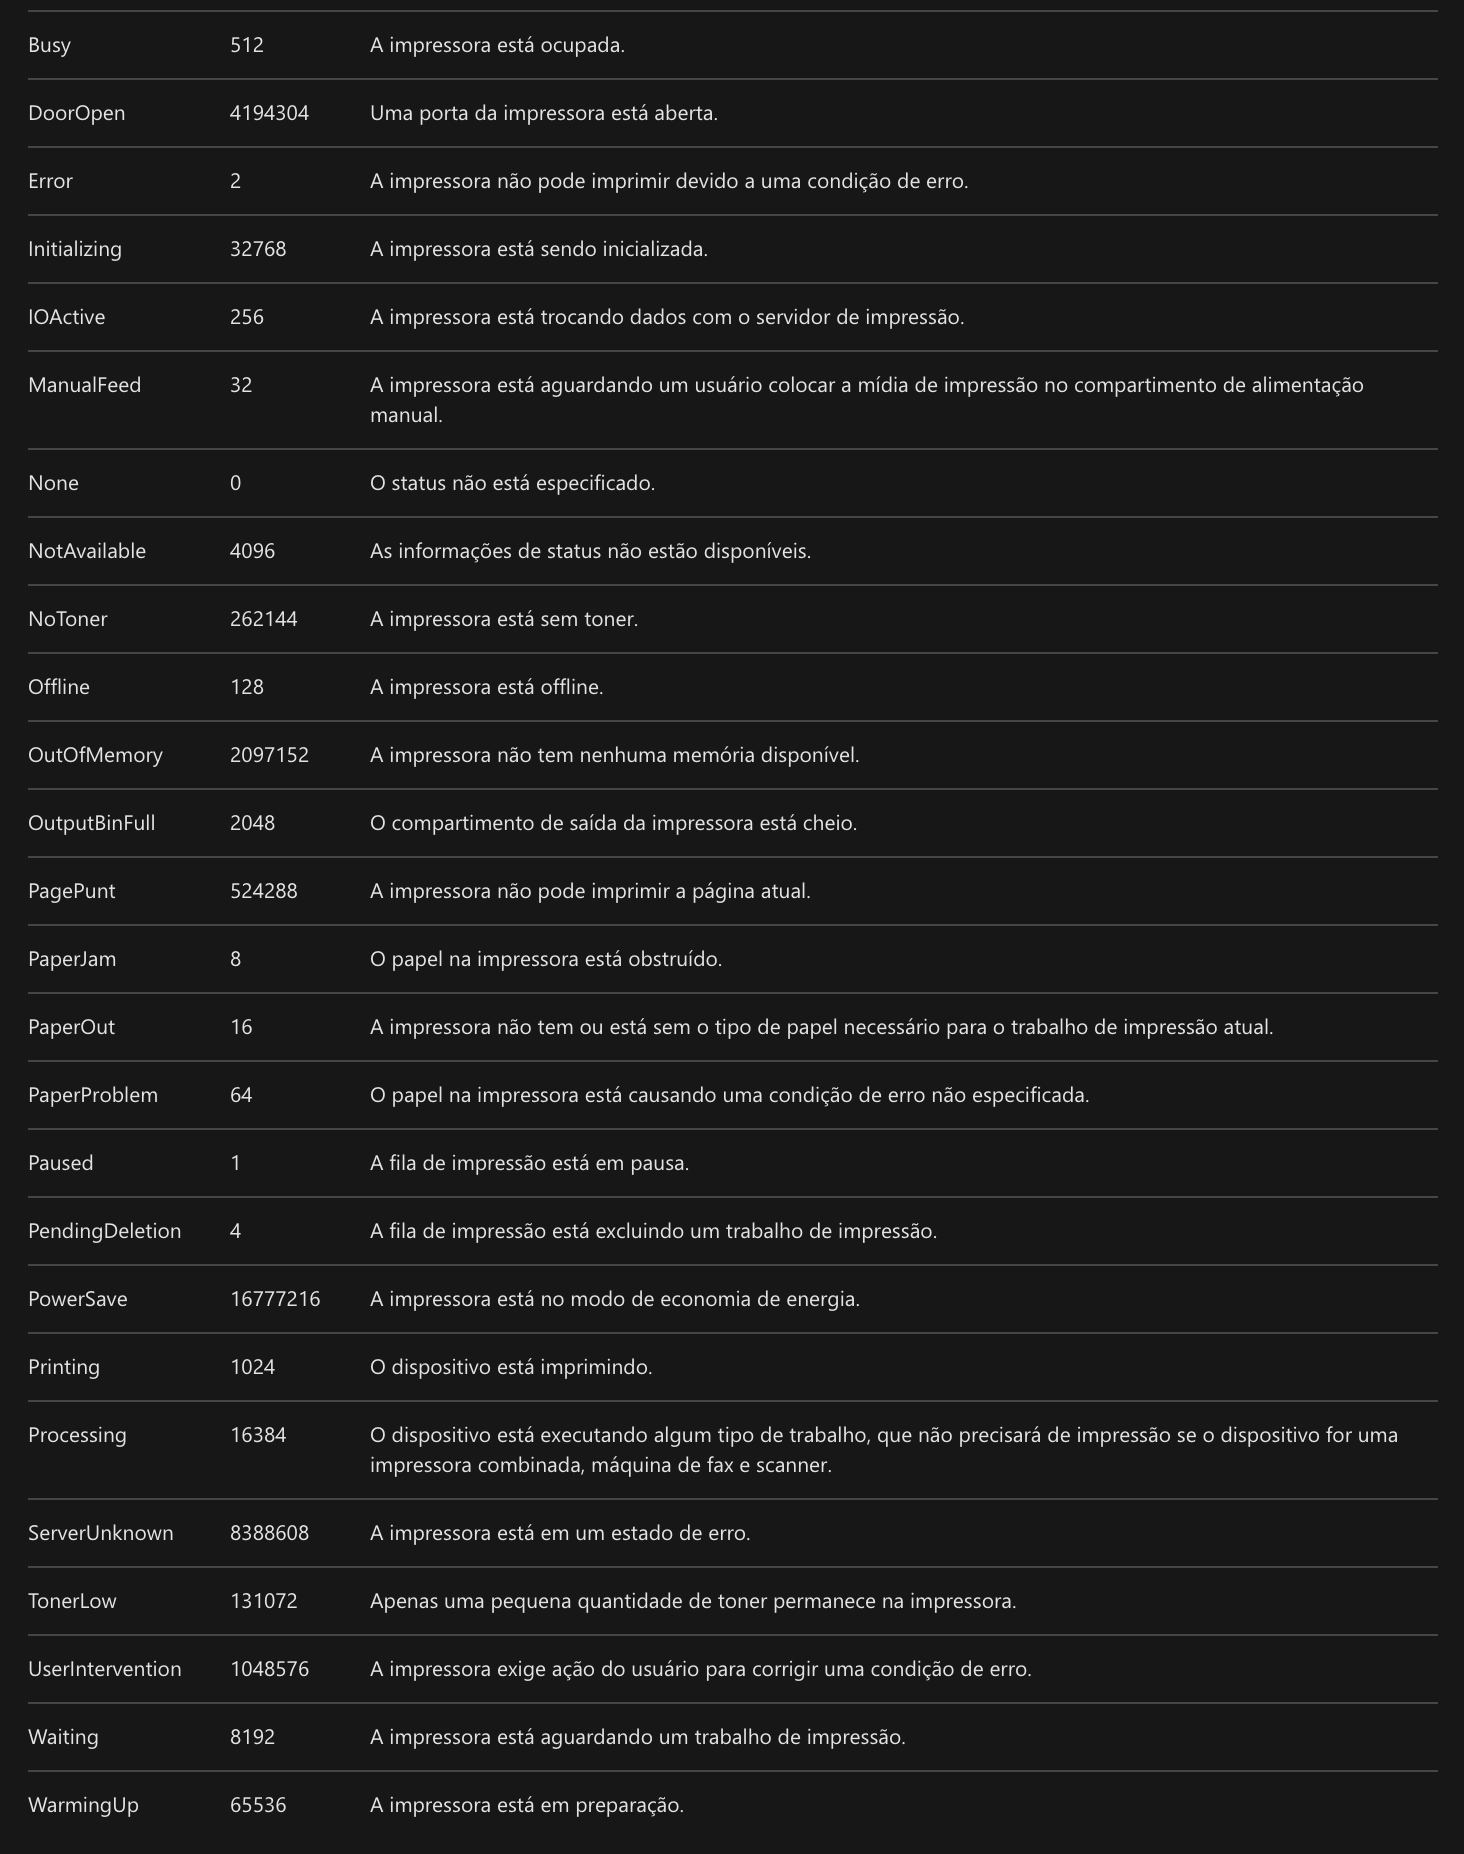 Busy 512 A impressora está ocupada.
DoorOpen 4194304 Uma porta da impressora está aberta.
Error 2 A impressora não pode imprimir devido a uma condição de erro.
Initializing 32768 A impressora está sendo inicializada.
IOActive 256 A impressora está trocando dados com o servidor de impressão.
ManualFeed 32 A impressora está aguardando um usuário colocar a mídia de impressão no compartimento de alimentação
manual.
None 0 O status não está especificado.
NotAvailable 4096 As informações de status não estão disponíveis.
NoToner 262144 A impressora está sem toner.
Offline 128 A impressora está offline.
OutOfMemory 2097152 A impressora não tem nenhuma memória disponível.
OutputBinFull 2048 O compartimento de saída da impressora está cheio.
PagePunt 524288 A impressora não pode imprimir a página atual.
PaperJam 8 O papel na impressora está obstruído.
PaperOut 16 A impressora não tem ou está sem o tipo de papel necessário para o trabalho de impressão atual.
PaperProblem 64 O papel na impressora está causando uma condição de erro não especificada.
Paused 1 A fila de impressão está em pausa.
PendingDeletion 4 A fila de impressão está excluindo um trabalho de impressão.
PowerSave 16777216 A impressora está no modo de economia de energia.
Printing 1024 O dispositivo está imprimindo.
Processing 16384 O dispositivo está executando algum tipo de trabalho, que não precisará de impressão se o dispositivo for uma
impressora combinada, máquina de fax e scanner.
ServerUnknown 8388608 A impressora está em um estado de erro.
TonerLow 131072 Apenas uma pequena quantidade de toner permanece na impressora.
UserIntervention 1048576 A impressora exige ação do usuário para corrigir uma condição de erro.
Waiting 8192 A impressora está aguardando um trabalho de impressão.
WarmingUp 65536 A impressora está em preparação.